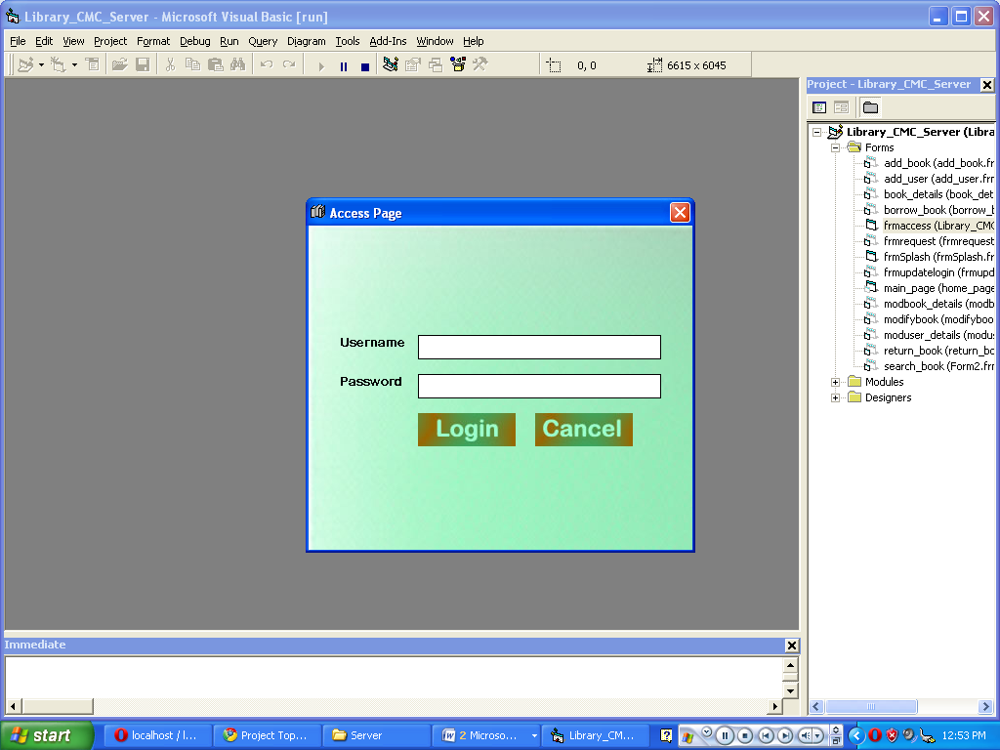 Library_CMC_Server - Microsoft Visual Basic [run]
File Edit View Project Format Debug Run Query Diagram Tools Add-Ins Window Help
0, 0 6615 x 6045
Project - Library_CMC_Server
Library_CMC_Server (Libra
Forms
add_book (add_book.fr
add_user (add_user.frr
book_details (book_det
borrow_book (borrow_b
frmaccess (Library_CMC
frmrequest (frmrequest
frmSplash (frmSplash.fr
frmupdatelogin (frmupd
main_page (home_page
modbook_details (modb
modifybook (modifyboo
moduser_details (modu
return_book (return_bo
search_book (Form2.frr
Modules
Designers
Access Page
Username
Password
Login Cancel
Immediate
start localhost / l... Project Top... Server 2 Microso... Library_CM... ? 12:53 PM